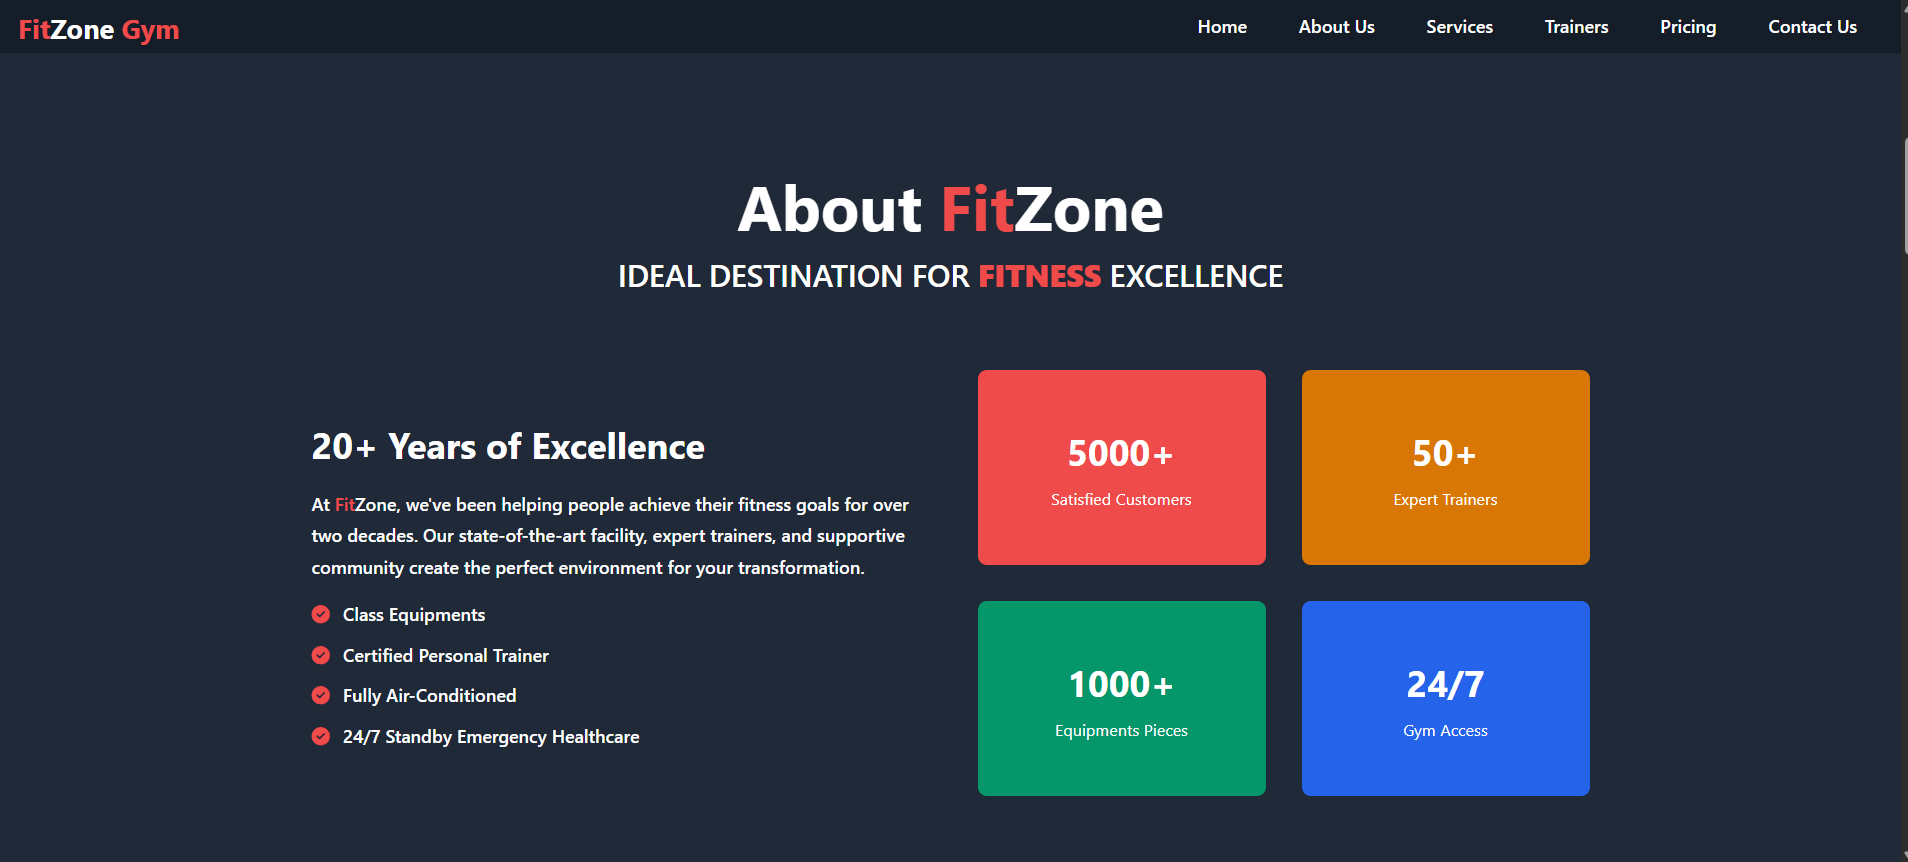 FitZone Gym
Home About Us Services Trainers Pricing Contact Us
About FitZone
IDEAL DESTINATION FOR FITNESS EXCELLENCE
20+ Years of Excellence
At FitZone, we've been helping people achieve their fitness goals for over
two decades. Our state-of-the-art facility, expert trainers, and supportive
community create the perfect environment for your transformation.
Class Equipments
Certified Personal Trainer
Fully Air-Conditioned
24/7 Standby Emergency Healthcare
5000+
Satisfied Customers
50+
Expert Trainers
1000+
Equipments Pieces
24/7
Gym Access